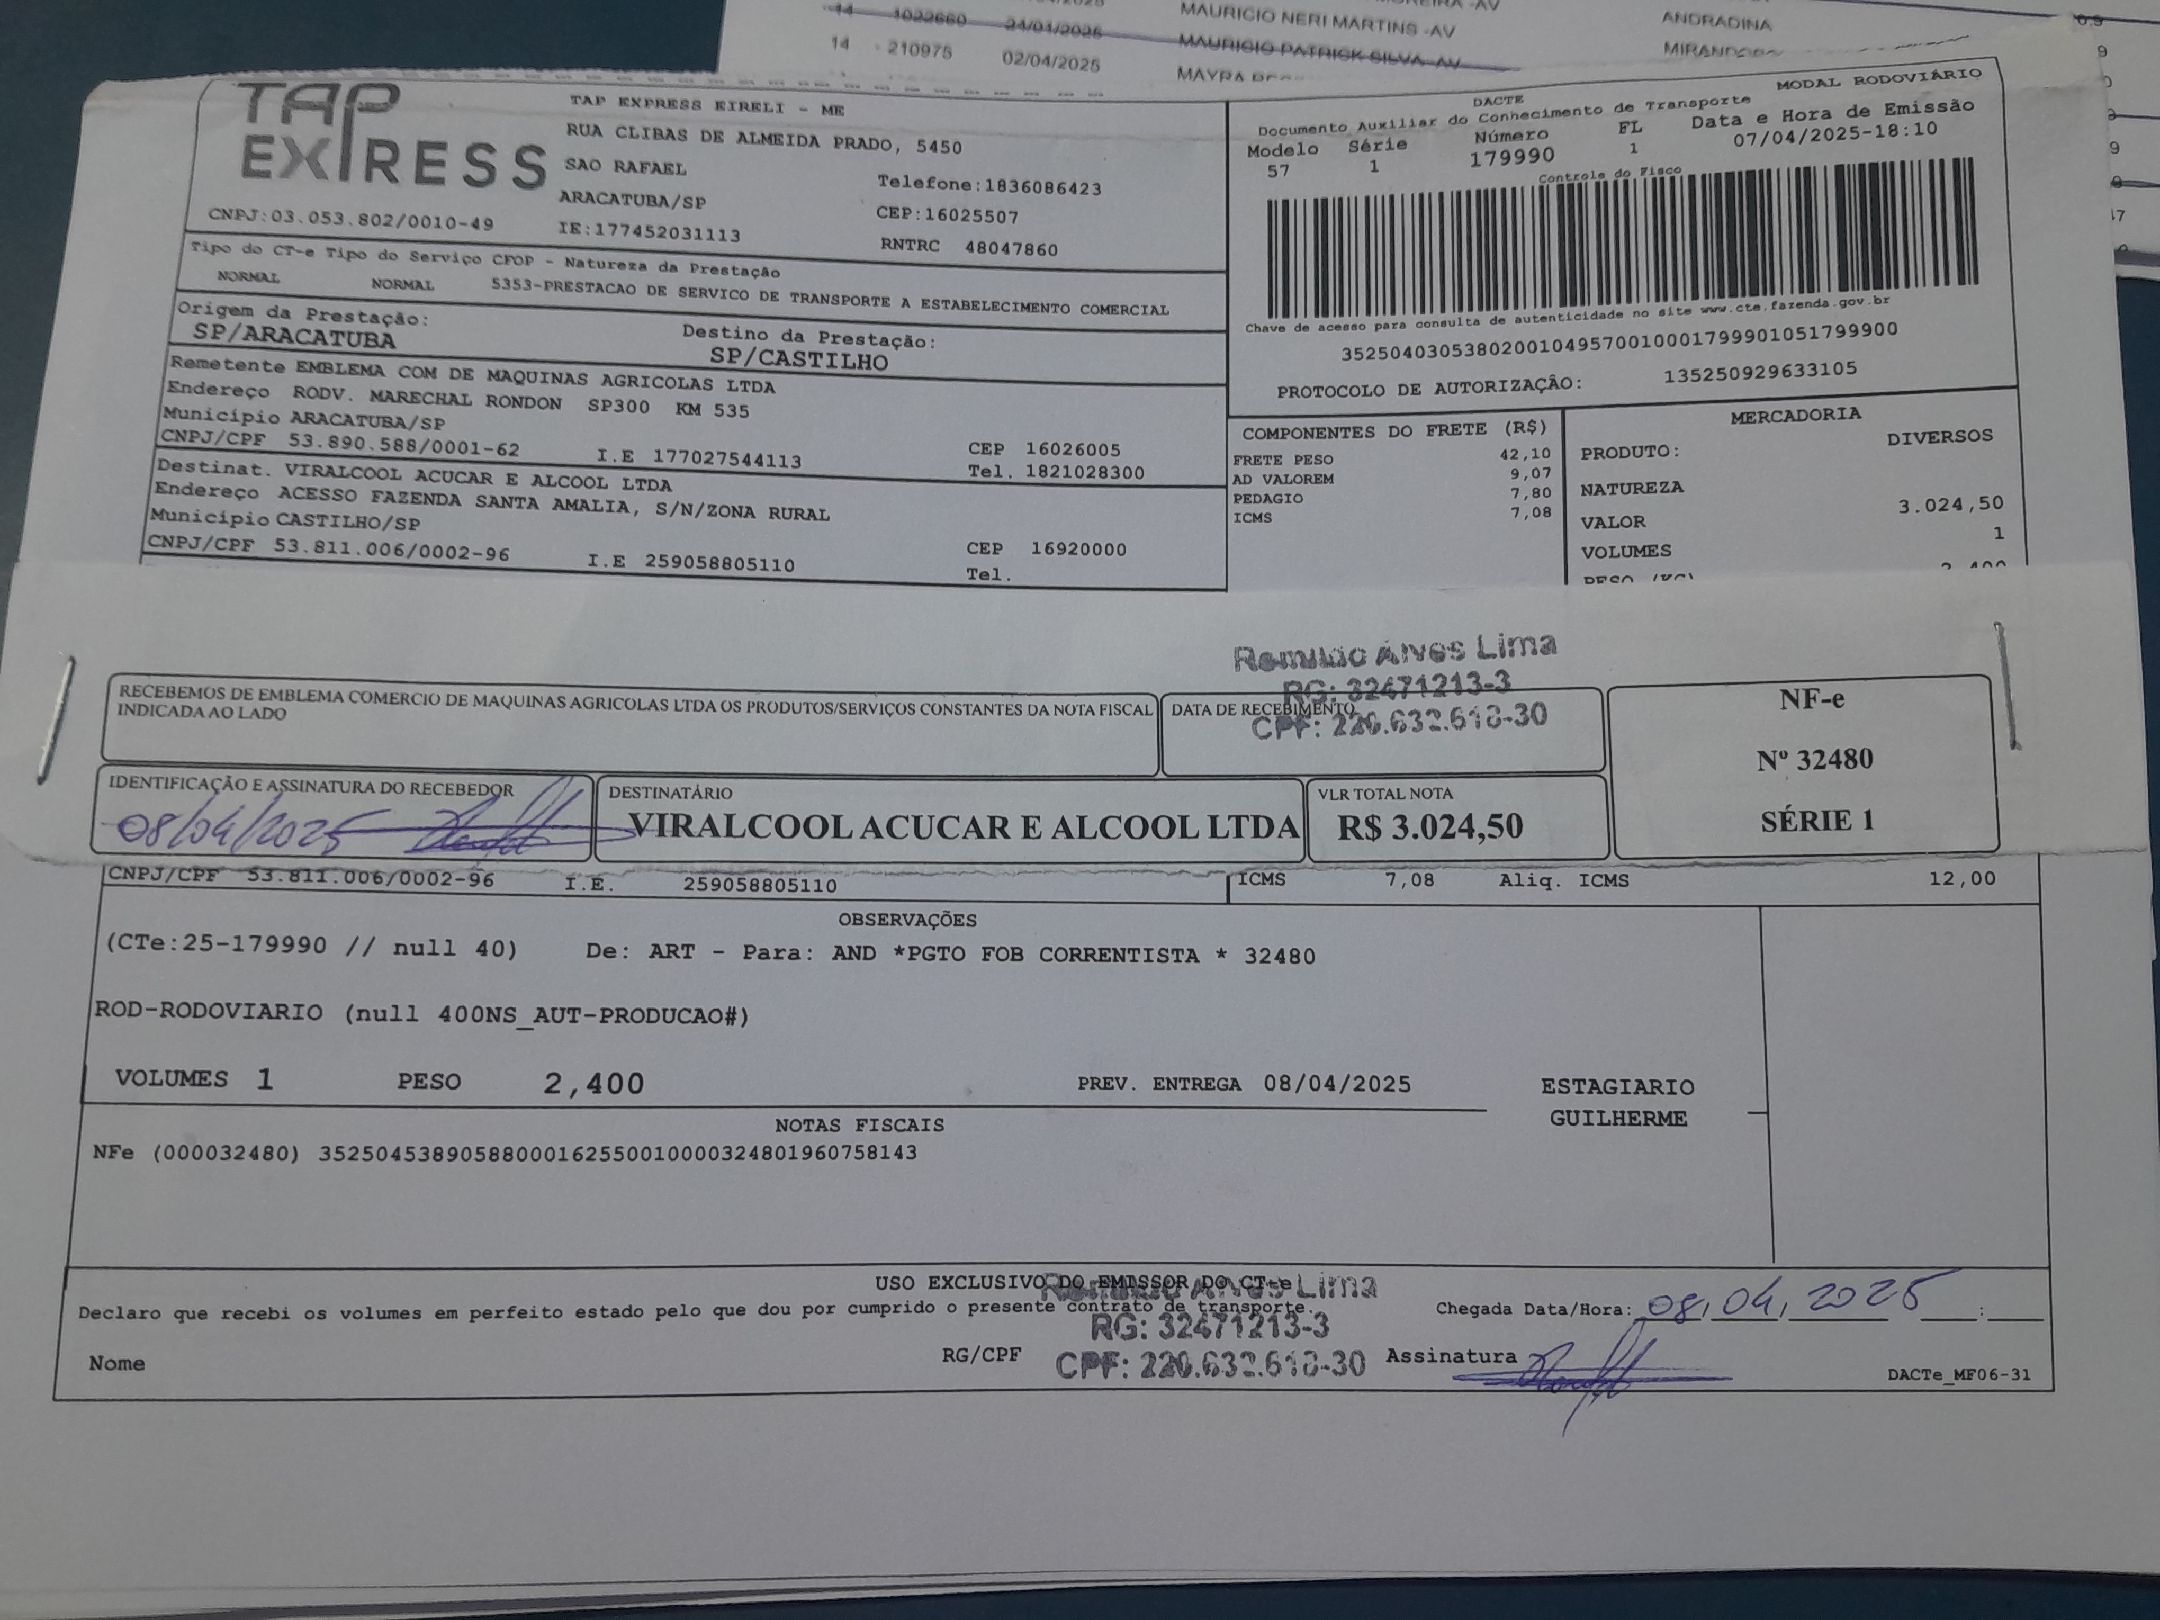 MAURICIO NERI MARTINS -AV
ANDRADINA
14 1022660 24/01/2025 MAURICIO PATRICK SILVA -AV
14 210975 02/04/2025 MAYRA
TAP EXPRESS
TAP EXPRESS EIRELI - ME
RUA CLIBAS DE ALMEIDA PRADO, 5450
SAO RAFAEL
Telefone:1836086423
ARACATUBA/SP
CEP:16025507
CNPJ:03.053.802/0010-49 IE:177452031113
RNTRC 48047860
MODAL RODOVIÁRIO
DACTE
Documento Auxiliar do Conhecimento de Transporte
Modelo Série Número FL Data e Hora de Emissão
57 1 179990 1 07/04/2025-18:10
Controle do Fisco
Chave de acesso para consulta de autenticidade no site www.cte.fazenda.gov.br
35250403053802001049570010001799901051799900
PROTOCOLO DE AUTORIZAÇÃO: 135250929633105
Tipo do CT-e Tipo do Serviço CFOP - Natureza da Prestação
NORMAL NORMAL 5353-PRESTACAO DE SERVICO DE TRANSPORTE A ESTABELECIMENTO COMERCIAL
Origem da Prestação: Destino da Prestação:
SP/ARACATUBA SP/CASTILHO
Remetente EMBLEMA COM DE MAQUINAS AGRICOLAS LTDA
Endereço RODV. MARECHAL RONDON SP300 KM 535
Município ARACATUBA/SP CEP 16026005
CNPJ/CPF 53.890.588/0001-62 I.E 177027544113 Tel. 1821028300
Destinat. VIRALCOOL ACUCAR E ALCOOL LTDA
Endereço ACESSO FAZENDA SANTA AMALIA, S/N/ZONA RURAL
Município CASTILHO/SP CEP 16920000
CNPJ/CPF 53.811.006/0002-96 I.E 259058805110 Tel.
COMPONENTES DO FRETE (R$)
FRETE PESO 42,10
AD VALOREM 9,07
PEDAGIO 7,80
ICMS 7,08
MERCADORIA
PRODUTO: DIVERSOS
NATUREZA
VALOR 3.024,50
VOLUMES 1
PESO (KG) 2,400
Romildo Alves Lima
RG: 32471213-3
CPF: 220.632.618-30
RECEBEMOS DE EMBLEMA COMERCIO DE MAQUINAS AGRICOLAS LTDA OS PRODUTOS/SERVIÇOS CONSTANTES DA NOTA FISCAL
INDICADA AO LADO
DATA DE RECEBIMENTO
NF-e
Nº 32480
SÉRIE 1
IDENTIFICAÇÃO E ASSINATURA DO RECEBEDOR
08/04/2025
DESTINATÁRIO
VIRALCOOL ACUCAR E ALCOOL LTDA
VLR TOTAL NOTA
R$ 3.024,50
CNPJ/CPF 53.811.006/0002-96 I.E. 259058805110
ICMS 7,08 Aliq. ICMS 12,00
OBSERVAÇÕES
(CTe:25-179990 // null 40) De: ART - Para: AND *PGTO FOB CORRENTISTA * 32480
ROD-RODOVIARIO (null 400NS_AUT-PRODUCAO#)
VOLUMES 1 PESO 2,400 PREV. ENTREGA 08/04/2025
ESTAGIARIO
GUILHERME
NOTAS FISCAIS
NFe (000032480) 35250453890588000162550010000324801960758143
USO EXCLUSIVO DO EMISSOR DO CT-e
Romildo Alves Lima
Declaro que recebi os volumes em perfeito estado pelo que dou por cumprido o presente contrato de transporte.
Chegada Data/Hora: 08/04/2025
RG: 32471213-3
Nome RG/CPF
CPF: 220.632.618-30
Assinatura
DACTe_MF06-31